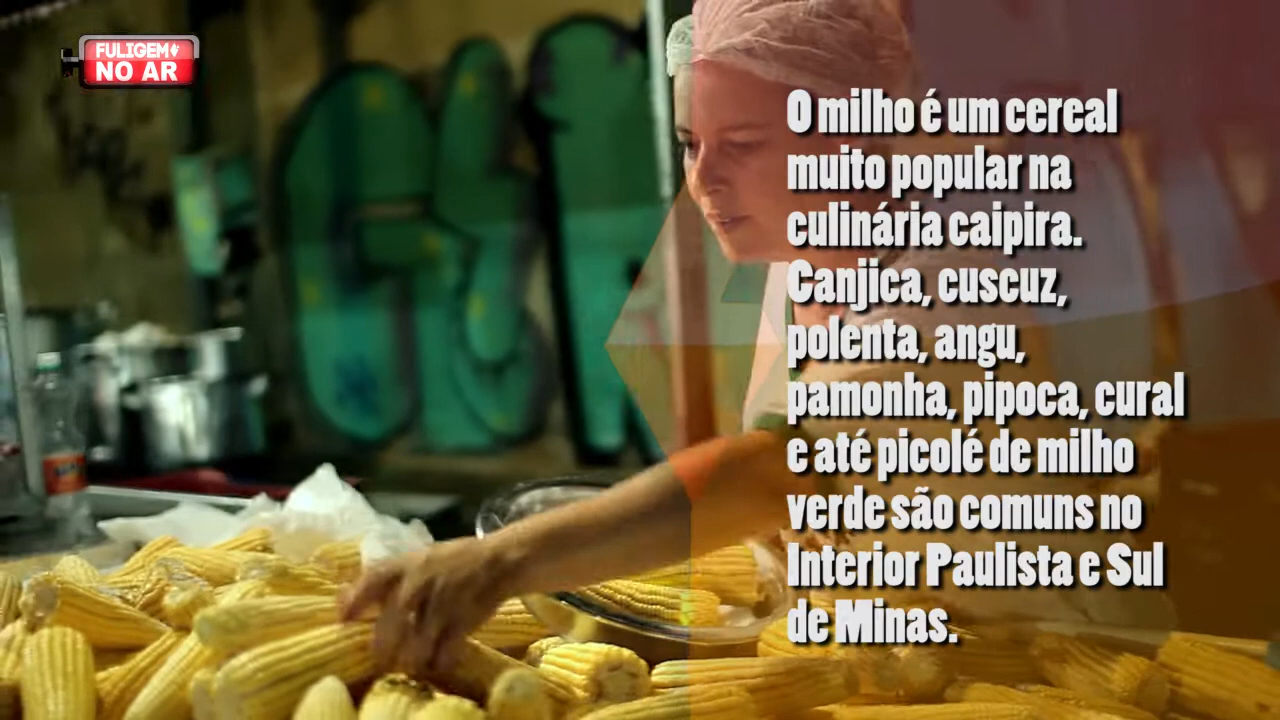 FULIGEM
NO AR
O milho é um cereal
muito popular na
culinária caipira.
Canjica, cuscuz,
polenta, angu,
pamonha, pipoca, cural
e até picolé de milho
verde são comuns no
Interior Paulista e Sul
de Minas.